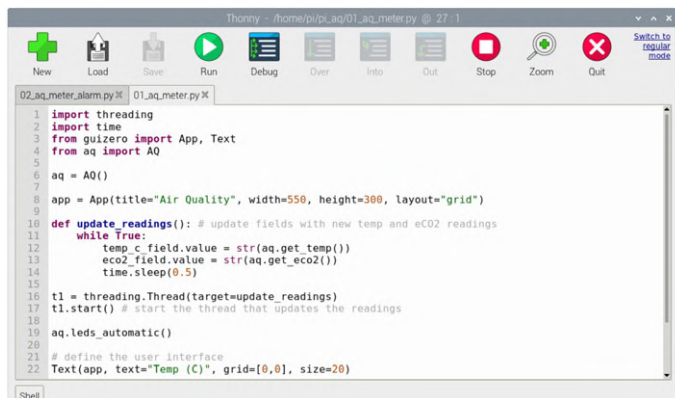 Thonny - /home/pi/pi_aq/01_aq_meter.py @ 27 : 1
New Load Save Run Debug Over Into Out Stop Zoom Quit
Switch to
regular
mode
02_aq_meter_alarm.py 01_aq_meter.py
1 import threading
2 import time
3 from guizero import App, Text
4 from aq import AQ
5
6 aq = AQ()
7
8 app = App(title="Air Quality", width=550, height=300, layout="grid")
9
10 def update_readings(): # update fields with new temp and eCO2 readings
11     while True:
12         temp_c_field.value = str(aq.get_temp())
13         eco2_field.value = str(aq.get_eco2())
14         time.sleep(0.5)
15
16 t1 = threading.Thread(target=update_readings)
17 t1.start() # start the thread that updates the readings
18
19 aq.leds_automatic()
20
21 # define the user interface
22 Text(app, text="Temp (C)", grid=[0,0], size=20)
Shell